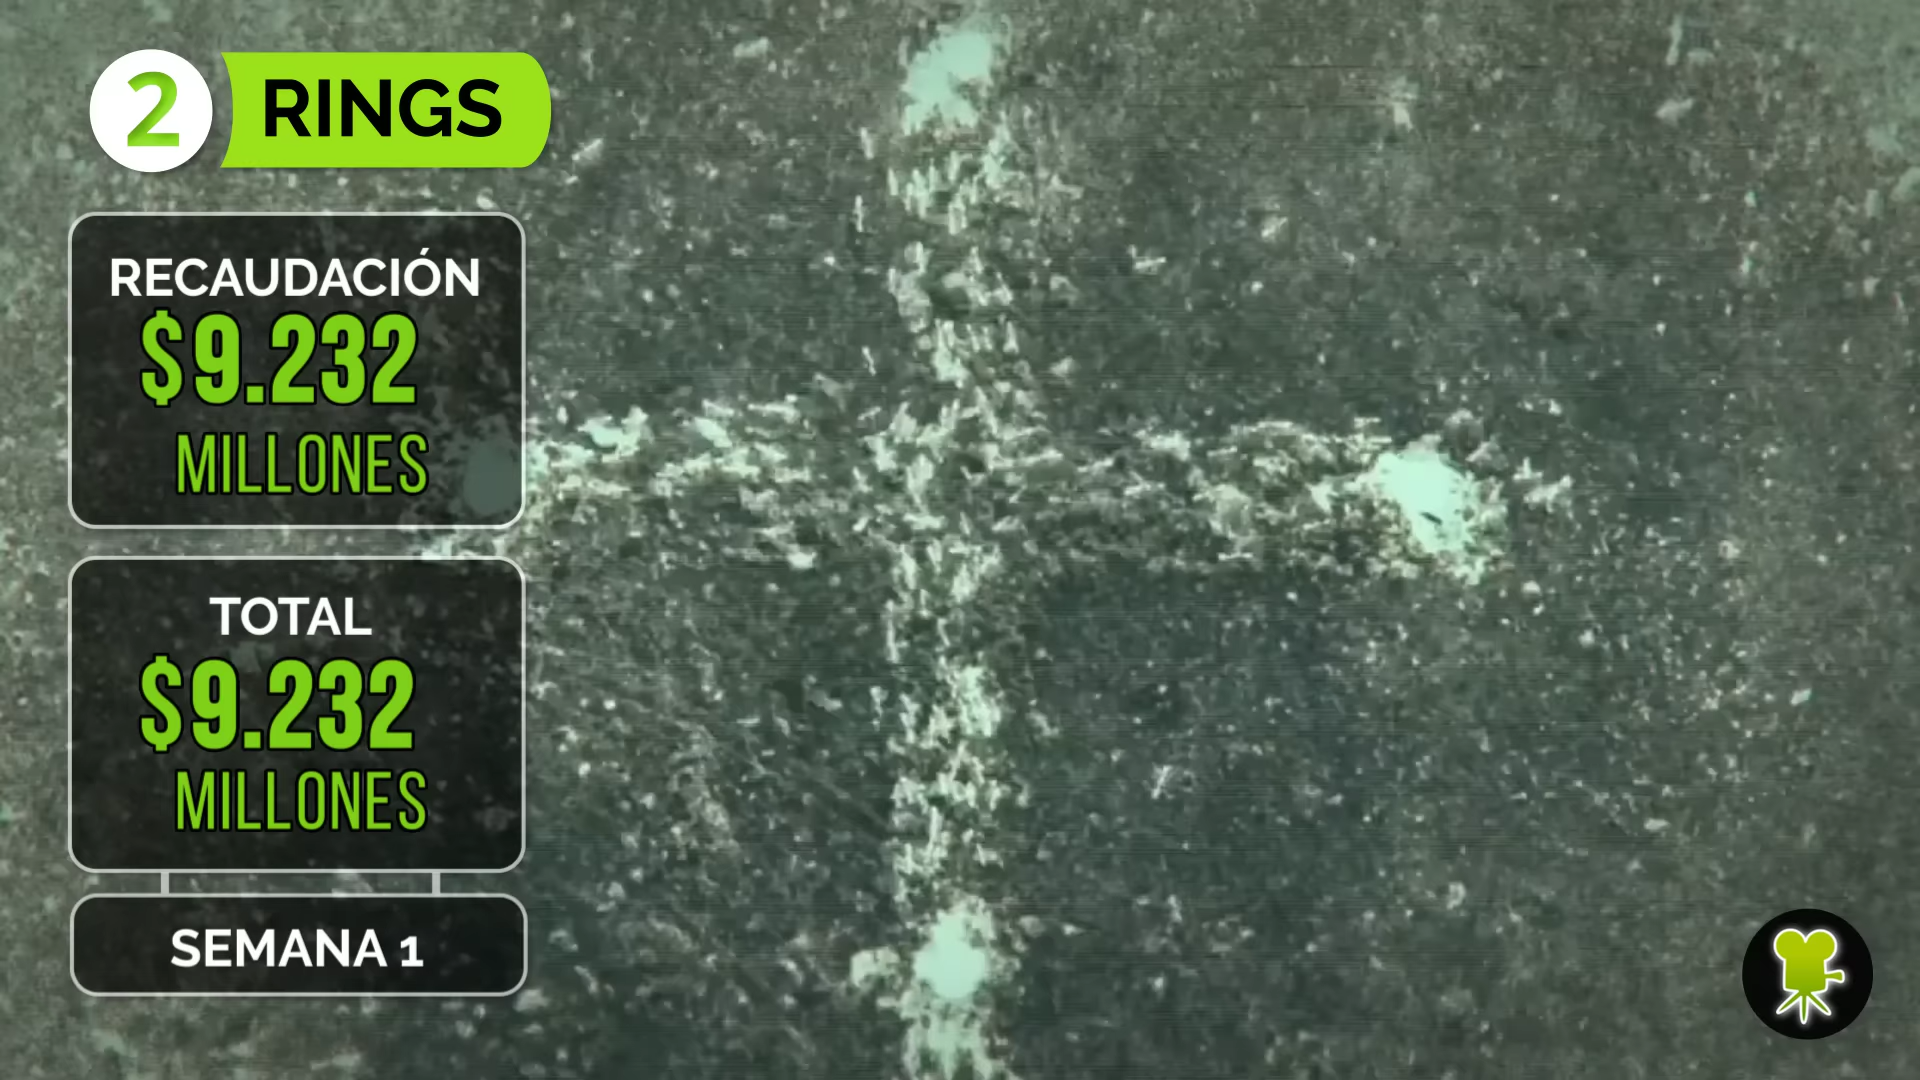 2 RINGS
RECAUDACIÓN
$9.232
MILLONES
TOTAL
$9.232
MILLONES
SEMANA 1